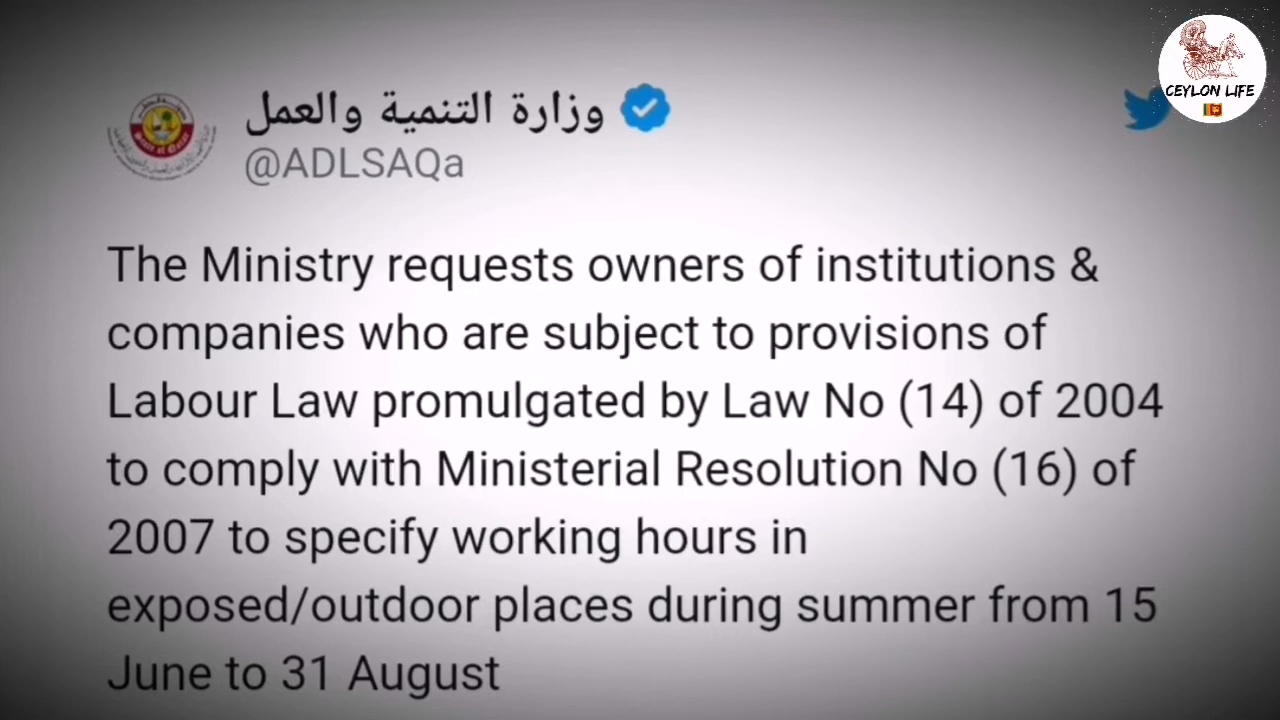 CEYLON LIFE
وزارة التنمية والعمل
@ADLSAQa
The Ministry requests owners of institutions &
companies who are subject to provisions of
Labour Law promulgated by Law No (14) of 2004
to comply with Ministerial Resolution No (16) of
2007 to specify working hours in
exposed/outdoor places during summer from 15
June to 31 August